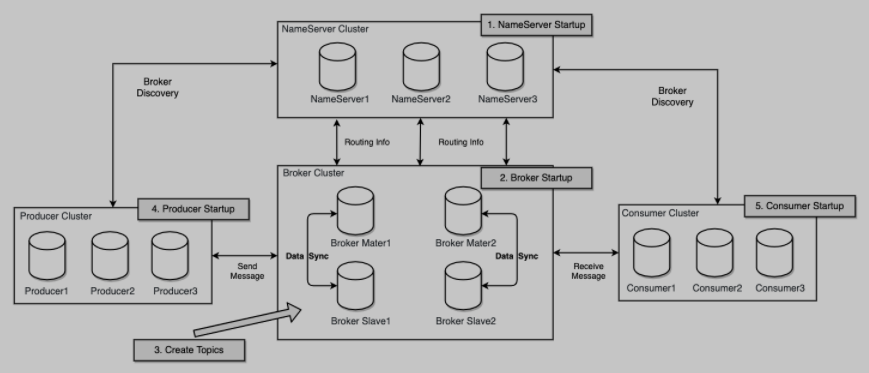 1. NameServer Startup
NameServer Cluster
NameServer1
NameServer2
NameServer3
Broker
Discovery
Broker
Discovery
Routing Info
Routing Info
Broker Cluster
2. Broker Startup
Producer Cluster
4. Producer Startup
Producer1
Producer2
Producer3
Broker Mater1
Broker Mater2
Data Sync
Data Sync
Broker Slave1
Broker Slave2
Send
Message
Receive
Message
Consumer Cluster
5. Consumer Startup
Consumer1
Consumer2
Consumer3
3. Create Topics